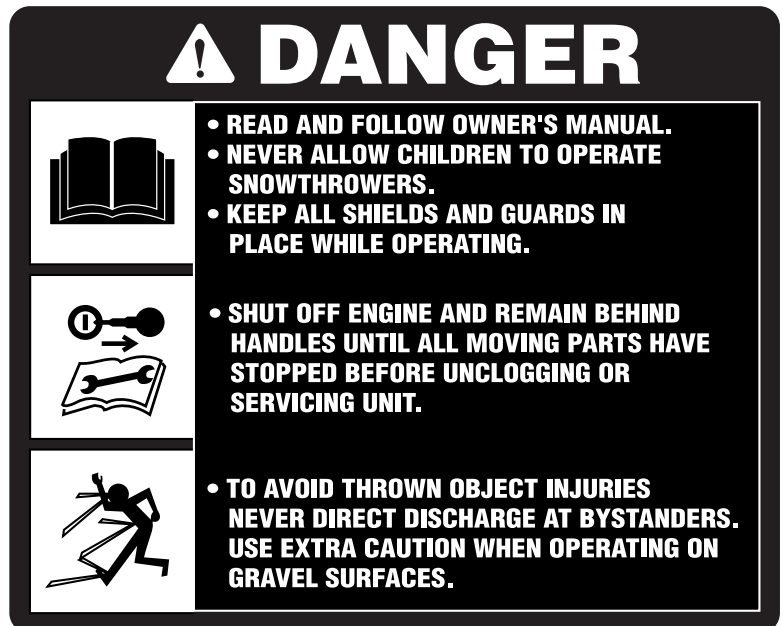 DANGER
• READ AND FOLLOW OWNER'S MANUAL.
• NEVER ALLOW CHILDREN TO OPERATE
SNOWTHROWERS.
• KEEP ALL SHIELDS AND GUARDS IN
PLACE WHILE OPERATING.
• SHUT OFF ENGINE AND REMAIN BEHIND
HANDLES UNTIL ALL MOVING PARTS HAVE
STOPPED BEFORE UNCLOGGING OR
SERVICING UNIT.
• TO AVOID THROWN OBJECT INJURIES
NEVER DIRECT DISCHARGE AT BYSTANDERS.
USE EXTRA CAUTION WHEN OPERATING ON
GRAVEL SURFACES.